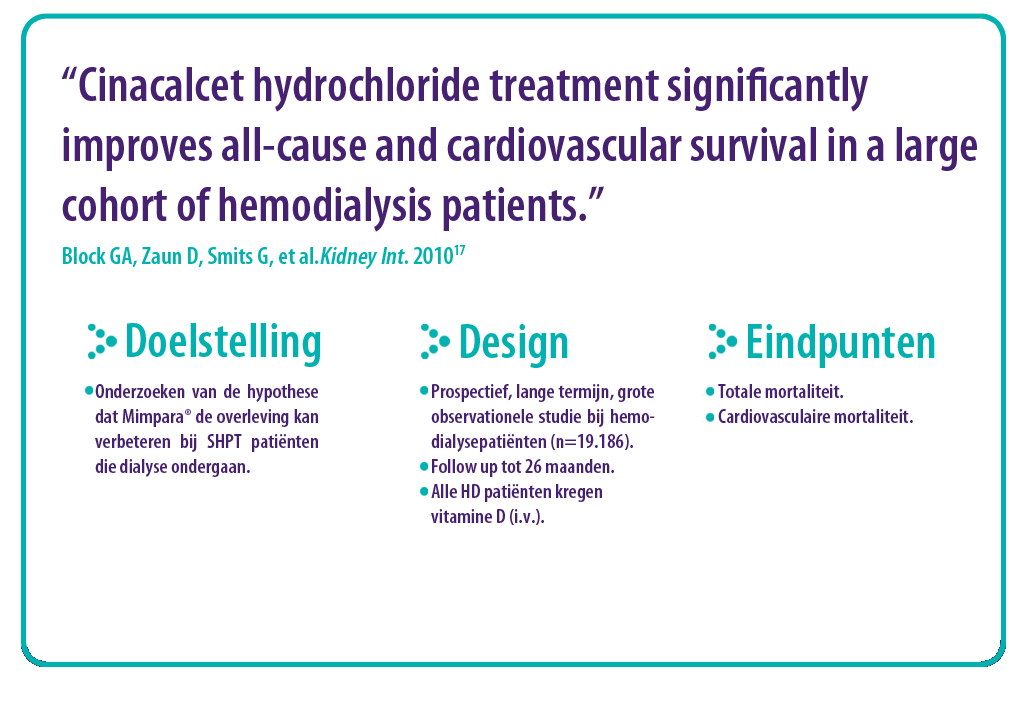 “Cinacalcet hydrochloride treatment significantly
improves all-cause and cardiovascular survival in a large
cohort of hemodialysis patients.”
Block GA, Zaun D, Smits G, et al.Kidney Int. 2010¹⁷
Doelstelling
•Onderzoeken van de hypothese
dat Mimpara® de overleving kan
verbeteren bij SHPT patiënten
die dialyse ondergaan.
Design
•Prospectief, lange termijn, grote
observationele studie bij hemo-
dialysepatiënten (n=19.186).
•Follow up tot 26 maanden.
•Alle HD patiënten kregen
vitamine D (i.v.).
Eindpunten
•Totale mortaliteit.
•Cardiovasculaire mortaliteit.